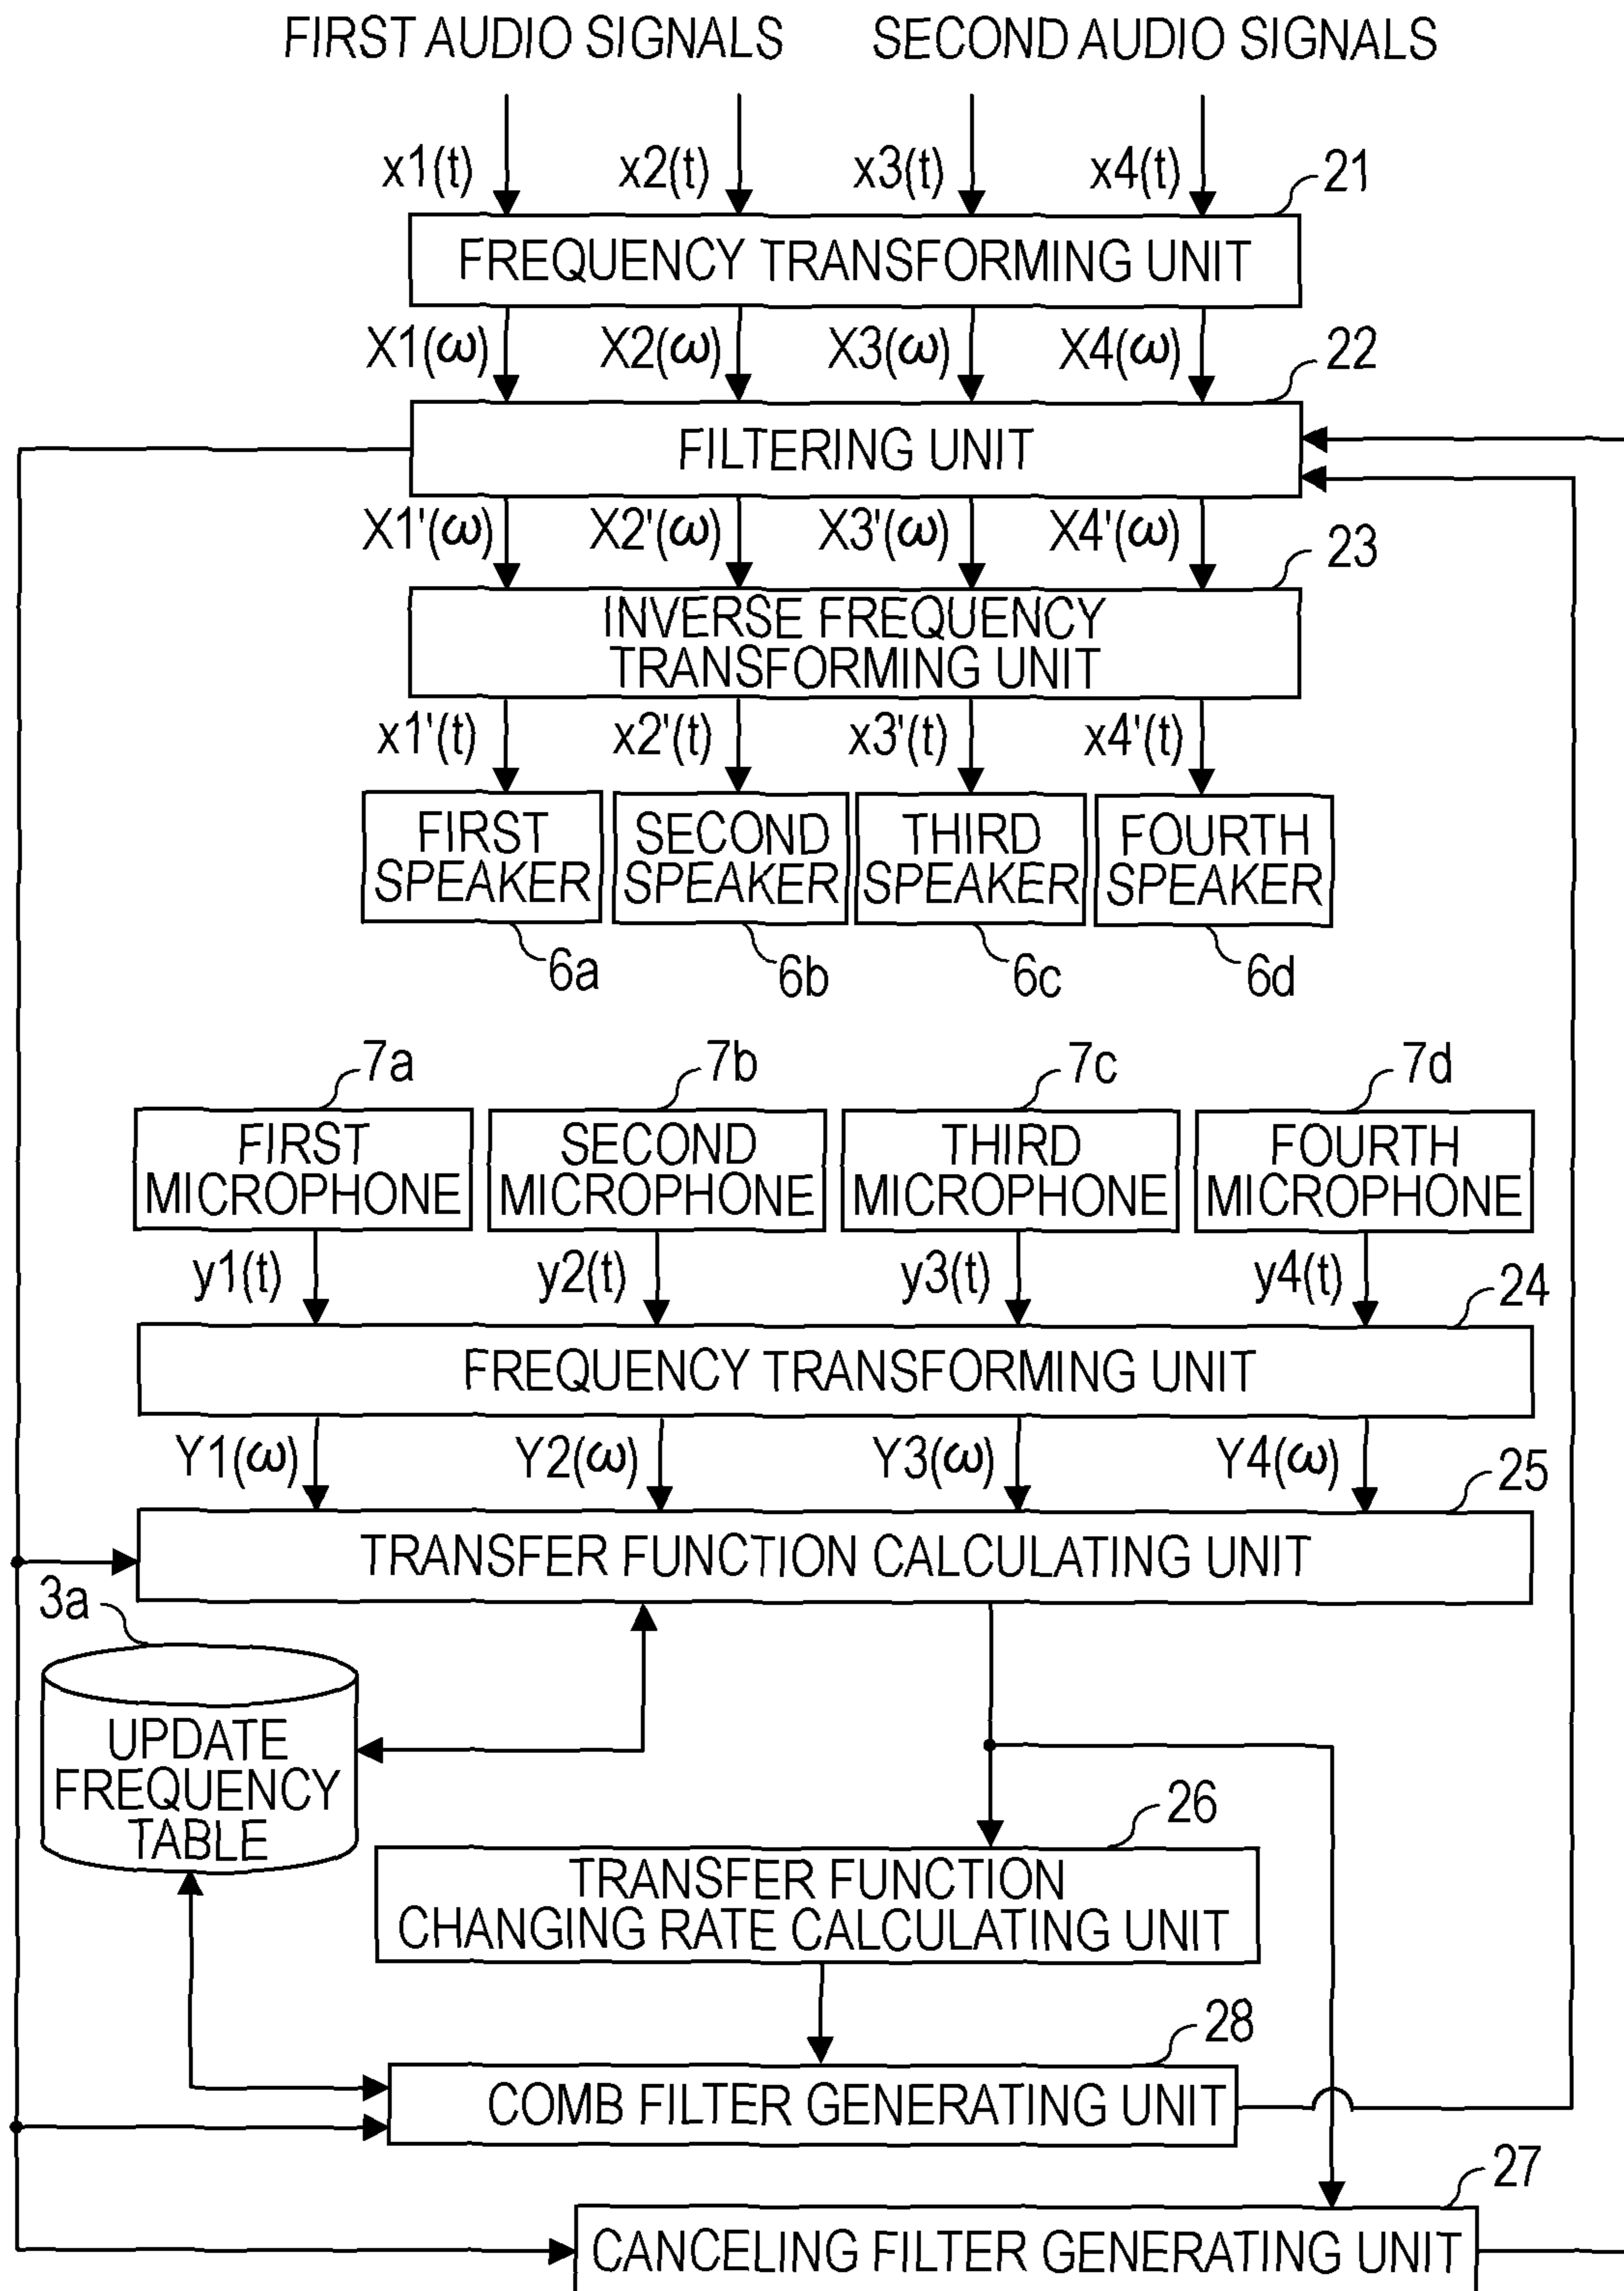 FIRST AUDIO SIGNALS SECOND AUDIO SIGNALS
x1(t) x2(t) x3(t) x4(t) 21
FREQUENCY TRANSFORMING UNIT
X1(ω) X2(ω) X3(ω) X4(ω) 22
FILTERING UNIT
X1'(ω) X2'(ω) X3'(ω) X4'(ω) 23
INVERSE FREQUENCY
TRANSFORMING UNIT
x1'(t) x2'(t) x3'(t) x4'(t)
FIRST SECOND THIRD FOURTH
SPEAKER SPEAKER SPEAKER SPEAKER
6a 6b 6c 6d
7a 7b 7c 7d
FIRST SECOND THIRD FOURTH
MICROPHONE MICROPHONE MICROPHONE MICROPHONE
y1(t) y2(t) y3(t) y4(t) 24
FREQUENCY TRANSFORMING UNIT
Y1(ω) Y2(ω) Y3(ω) Y4(ω) 25
TRANSFER FUNCTION CALCULATING UNIT
3a
UPDATE
FREQUENCY
TABLE
26
TRANSFER FUNCTION
CHANGING RATE CALCULATING UNIT
28
COMB FILTER GENERATING UNIT
27
CANCELING FILTER GENERATING UNIT